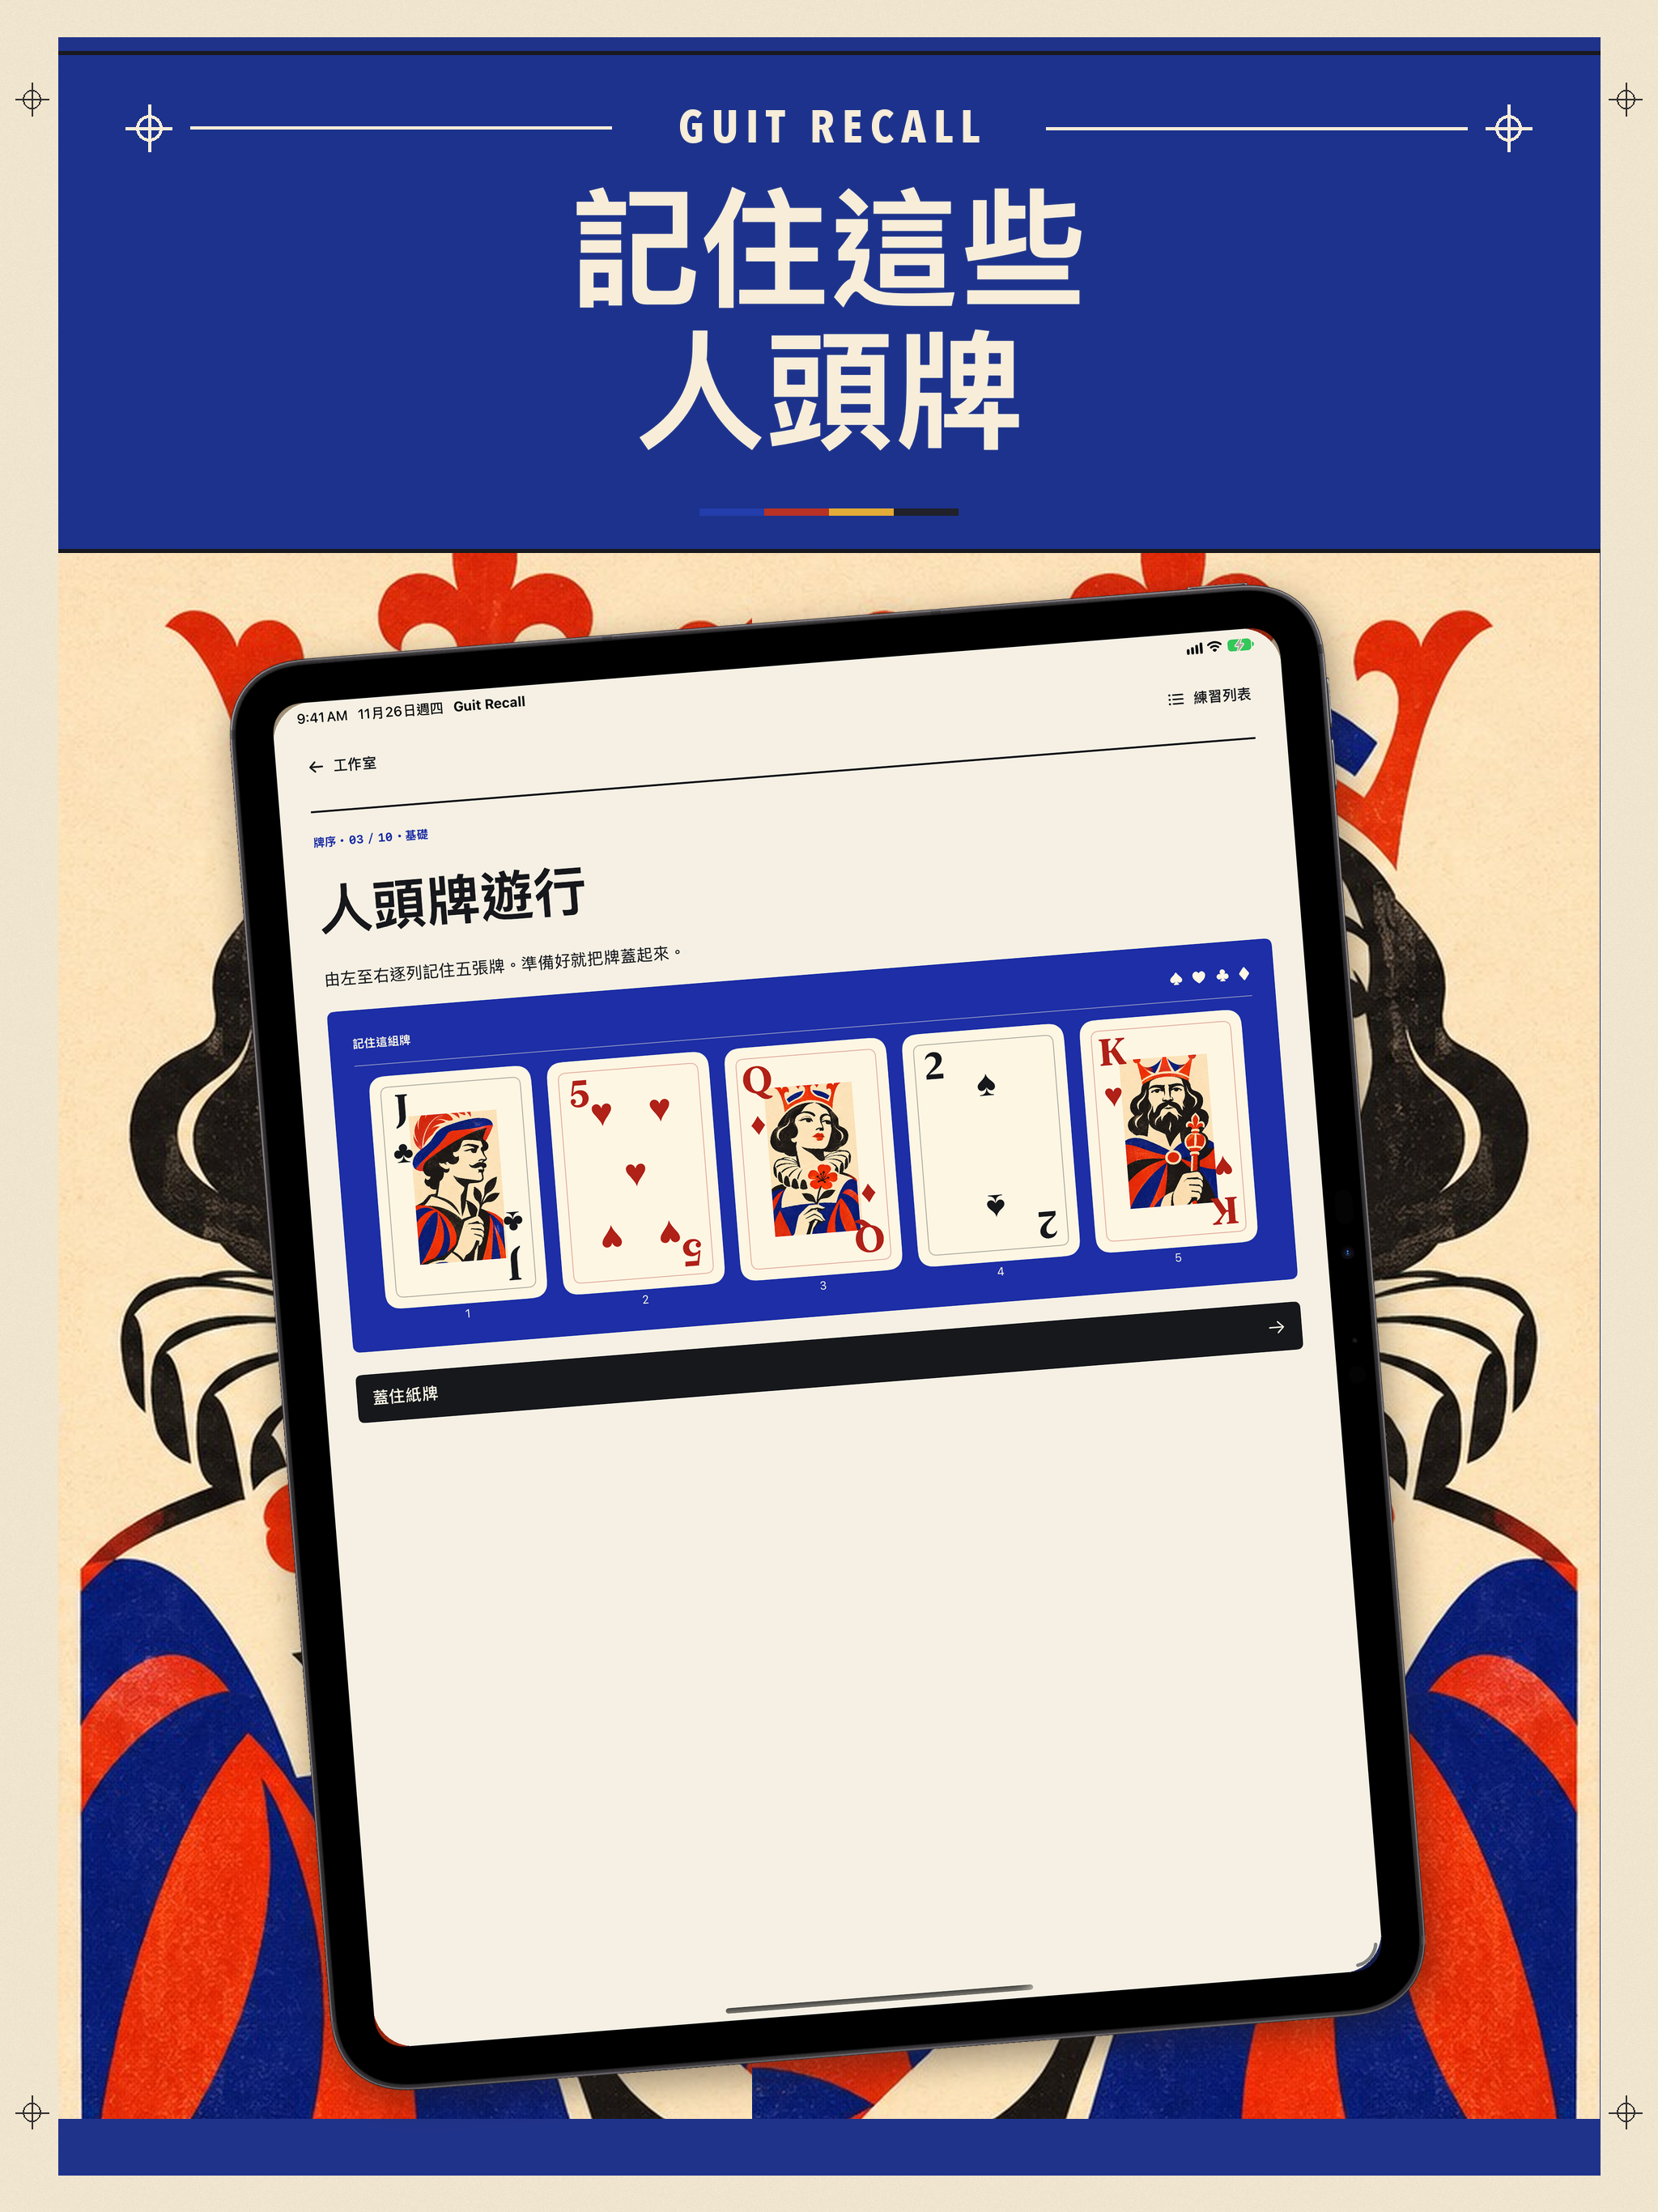 GUIT RECALL
記住這些
人頭牌
9:41 AM 11月26日週四 Guit Recall
← 工作室
練習列表
牌序・03 / 10・基礎
人頭牌遊行
由左至右逐列記住五張牌。準備好就把牌蓋起來。
記住這組牌
♠ ♥ ♣ ♦
J 5 Q 2 K
J 5 Q 2 K
1 2 3 4 5
蓋住紙牌 →